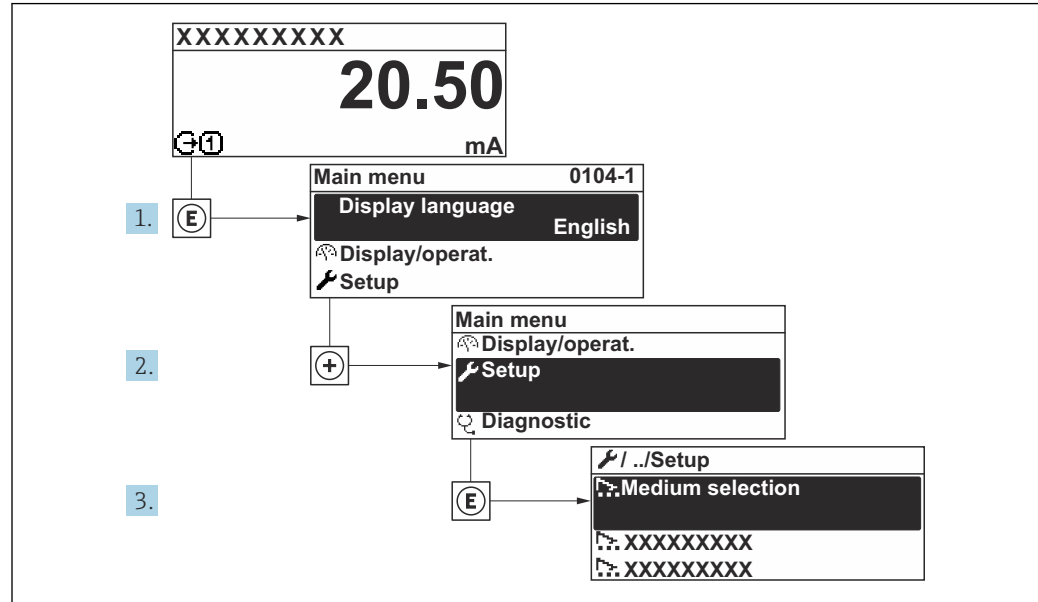 XXXXXXXXX
20.50
1 mA
Main menu 0104-1
1. E Display language
English
Display/operat.
Setup
Main menu
Display/operat.
2. + Setup
Diagnostic
/ ../Setup
3. E Medium selection
XXXXXXXXX
XXXXXXXXX